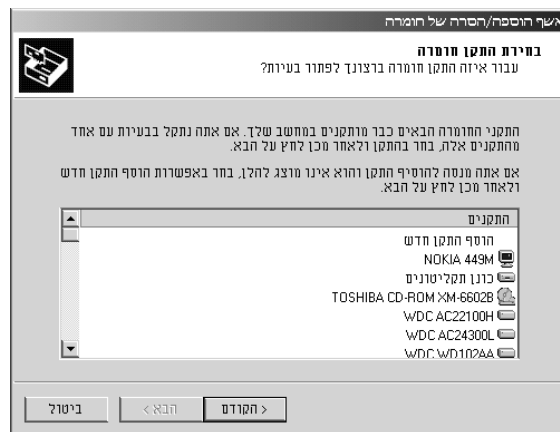 אשף הוספה/הסרה של חומרה
בחירת התקן חומרה
עבור איזה התקן חומרה ברצונך לפתור בעיות?
התקני החומרה הבאים כבר מותקנים במחשב שלך. אם אתה נתקל בבעיות עם אחד
מהתקנים אלה, בחר בהתקן ולאחר מכן לחץ על הבא.
אם אתה מנסה להוסיף התקן והוא אינו מוצג להלן, בחר באפשרות הוסף התקן חדש
ולאחר מכן לחץ על הבא.
התקנים
הוסף התקן חדש
NOKIA 449M
כונן תקליטונים
TOSHIBA CD-ROM XM-6602B
WDC AC22100H
WDC AC24300L
WDC WD102AA
< הקודם
הבא >
ביטול